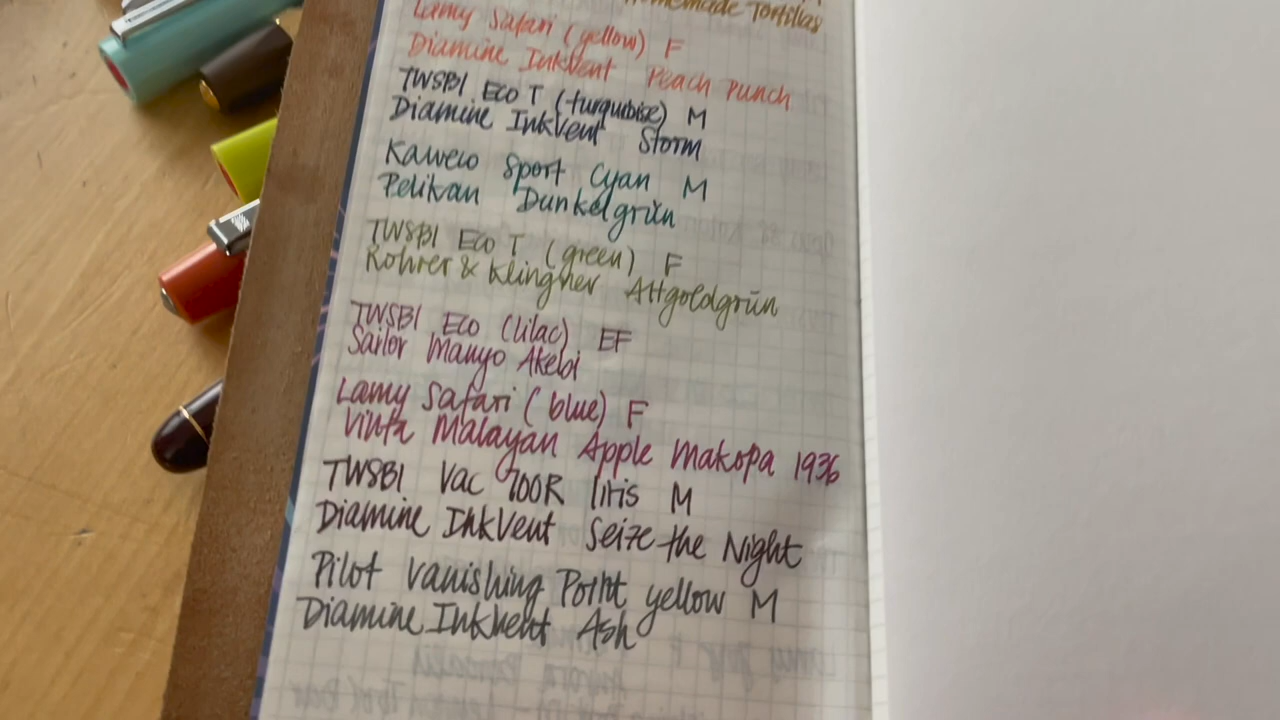 Homemade Tortillas
Lamy Safari (yellow) F
Diamine InkVent Peach Punch
TWSBI Eco T (turquoise) M
Diamine InkVent Storm
Kaweco Sport Cyan M
Pelikan Dunkelgrün
TWSBI Eco T (green) F
Rohrer & Klingner Altgoldgrün
TWSBI Eco (lilac) EF
Sailor Manyo Akebi
Lamy Safari (blue) F
Vinta Malayan Apple Makopa 1936
TWSBI Vac 700R Iris M
Diamine InkVent Seize the Night
Pilot Vanishing Point yellow M
Diamine InkVent Ash